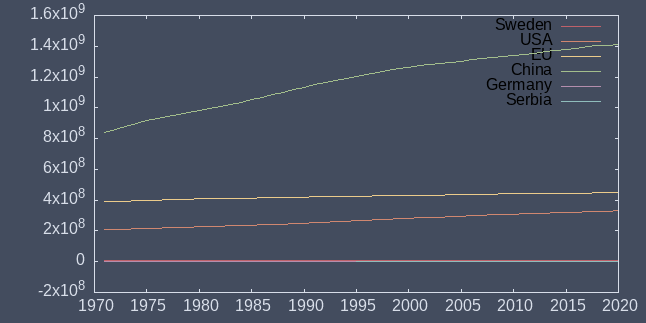 1.6x10⁹
1.4x10⁹
1.2x10⁹
1x10⁹
8x10⁸
6x10⁸
4x10⁸
2x10⁸
0
-2x10⁸
1970 1975 1980 1985 1990 1995 2000 2005 2010 2015 2020
Sweden
USA
EU
China
Germany
Serbia